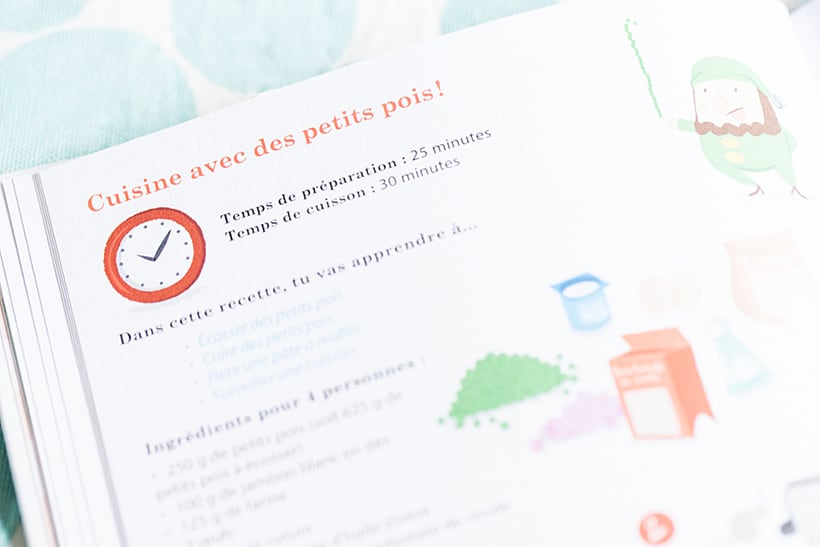 Cuisine avec des petits pois!
Temps de préparation : 25 minutes
Temps de cuisson : 30 minutes
Dans cette recette, tu vas apprendre à...
• Écosser des petits pois
• Cuire des petits pois
• Faire une pâte à muffin
• Surveiller une cuisson
Ingrédients pour 4 personnes :
• 250 g de petits pois (soit 625 g de
petits pois à écosser)
• 100 g de jambon blanc en dés
• 125 g de farine
nature
d'huile d'olive